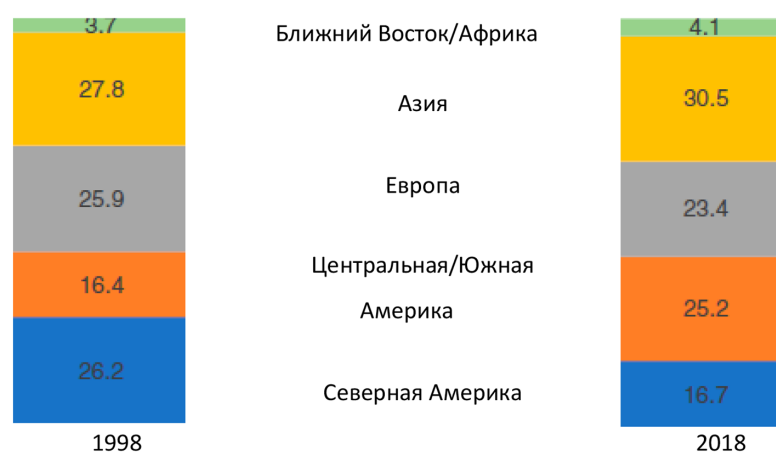 3.7
Ближний Восток/Африка
4.1
27.8
Азия
30.5
25.9
Европа
23.4
16.4
Центральная/Южная
Америка
25.2
26.2
Северная Америка
16.7
1998
2018